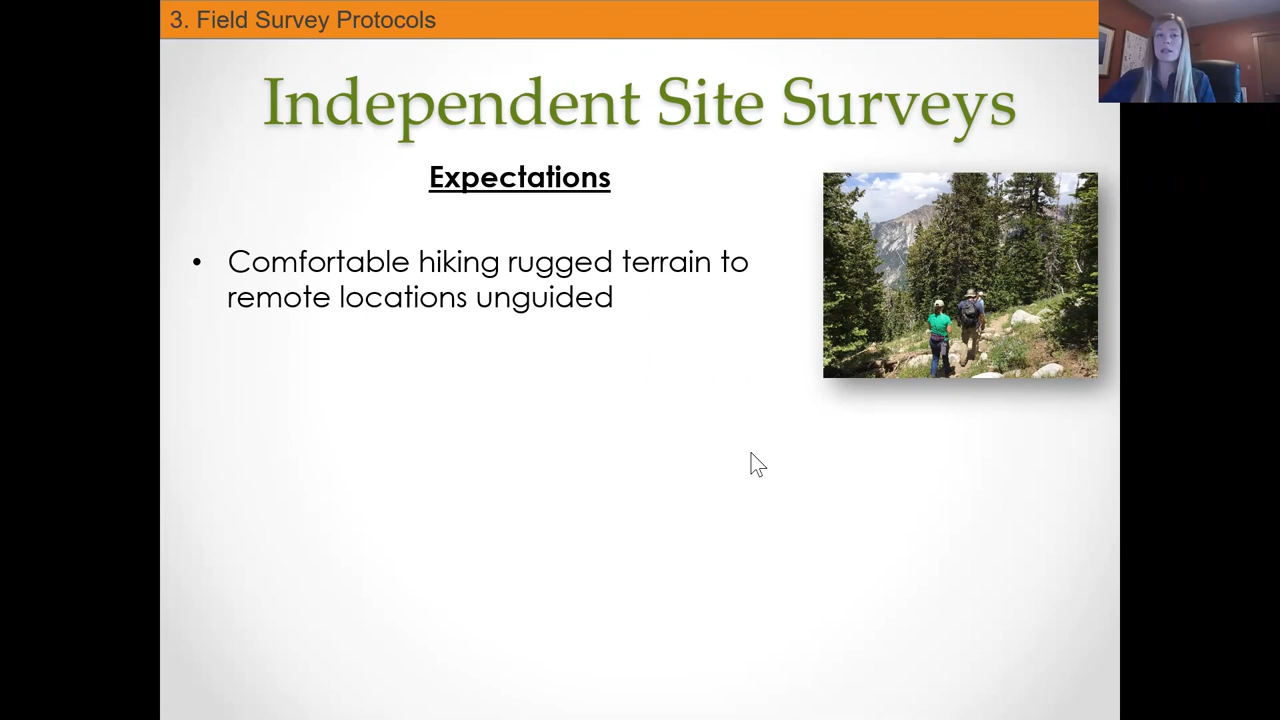 3. Field Survey Protocols
Independent Site Surveys
Expectations
• Comfortable hiking rugged terrain to
remote locations unguided